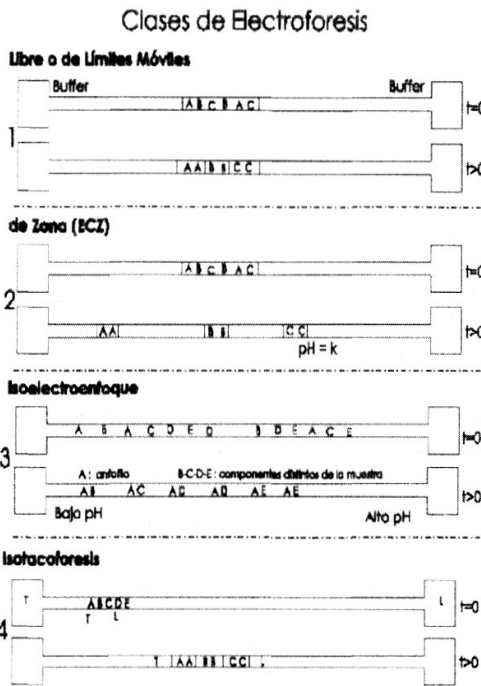 Clases de Electroforesis
Libre o de Límites Móviles
Buffer Buffer
A B C B A C t=0
1
A A B B C C t>0
de Zona (ECZ)
A B C B A C t=0
2
A A B B C C t>0
pH = k
Isoelectroenfoque
A B A C D E D B D E A C E t=0
3
A : anfolito B-C-D-E : componentes distintos de la muestra
AB AC AD AD AE AE t>0
Bajo pH Alto pH
Isotacoforesis
T ABCDE L t=0
T L
4
T AA BB CC L t>0